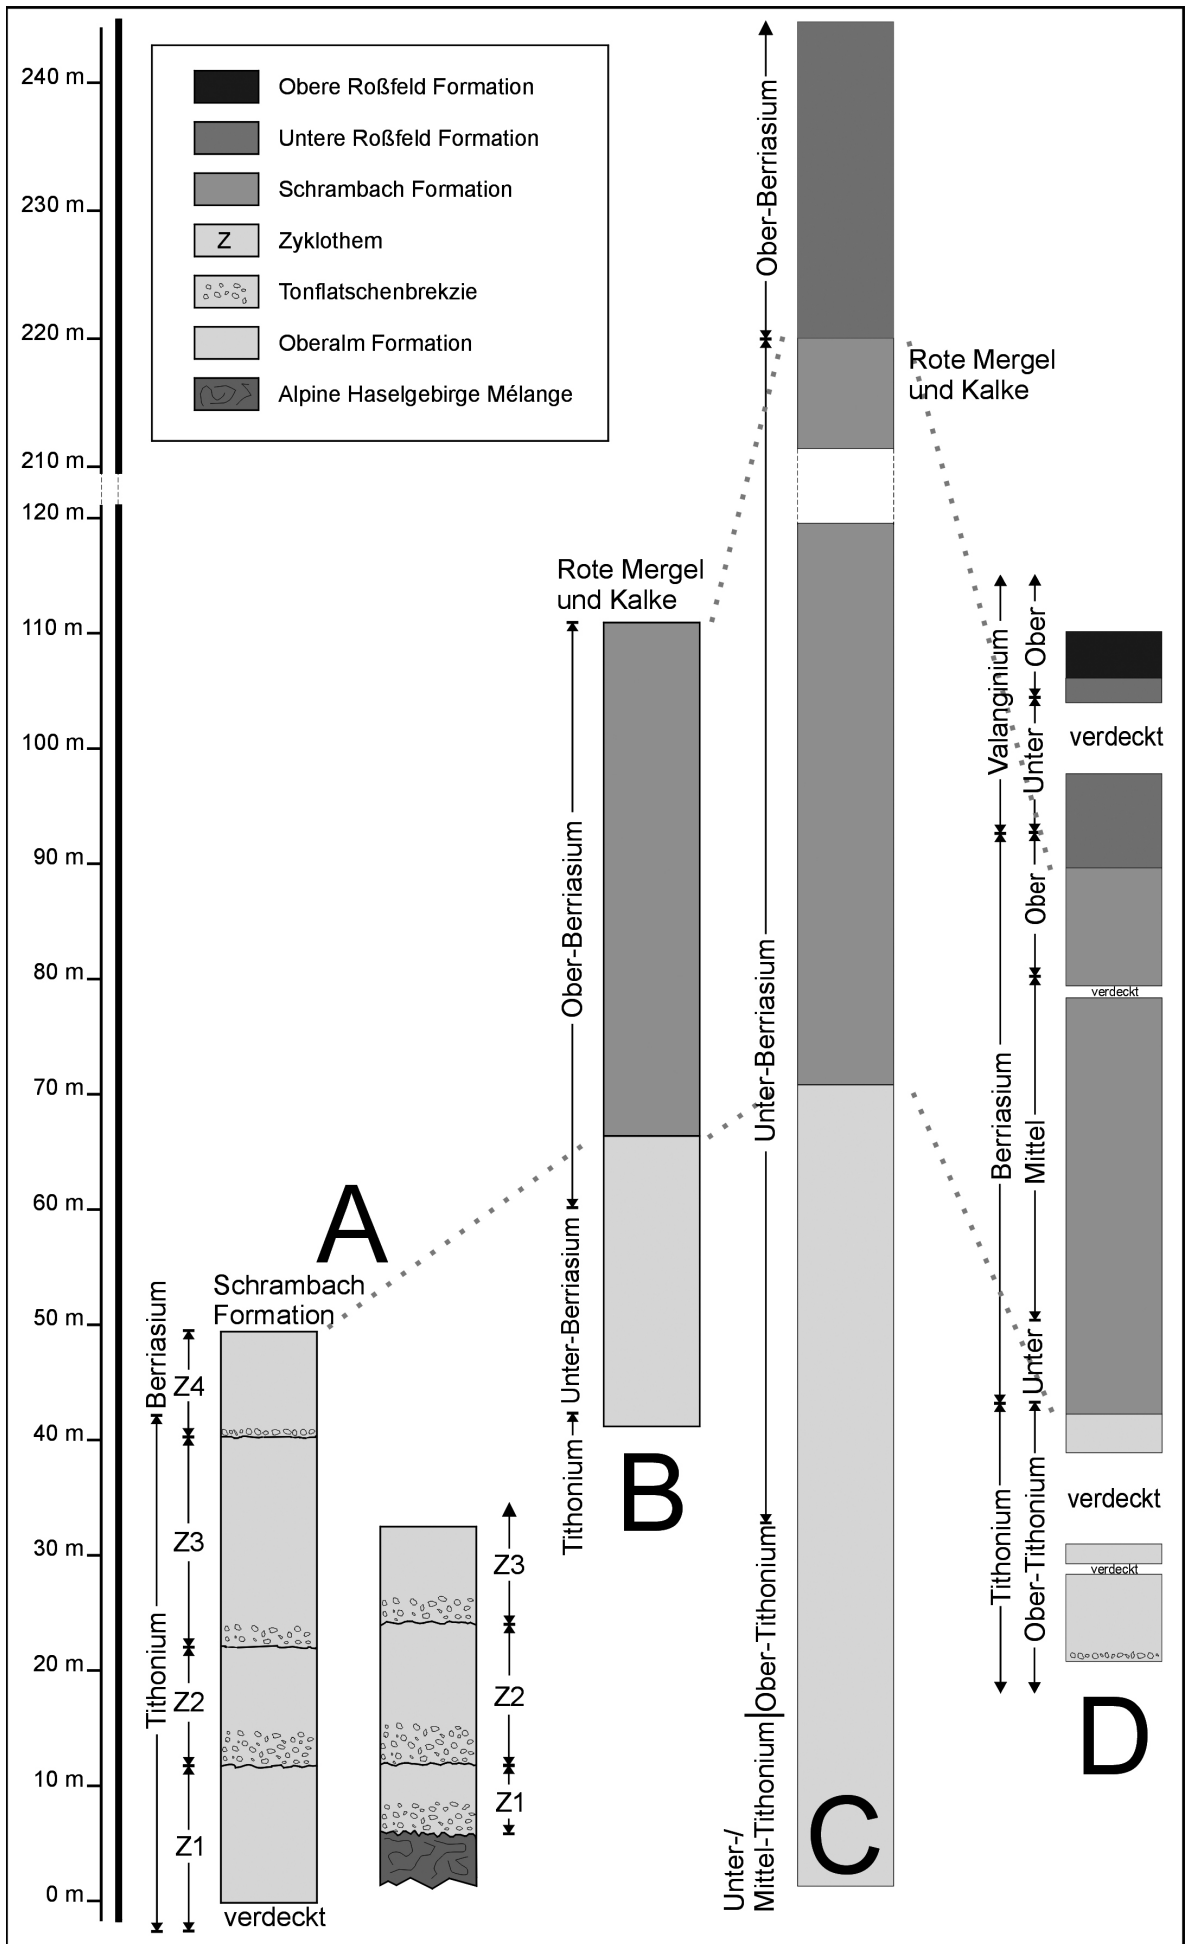 240 m
230 m
220 m
210 m
120 m
110 m
100 m
90 m
80 m
70 m
60 m
50 m
40 m
30 m
20 m
10 m
0 m
Obere Roßfeld Formation
Untere Roßfeld Formation
Schrambach Formation
Z
Zyklothem
Tonflatschenbrekzie
Oberalm Formation
Alpine Haselgebirge Mélange
A
Schrambach
Formation
Berriasium
Tithonium
Z4
Z3
Z2
Z1
verdeckt
Z3
Z2
Z1
Rote Mergel
und Kalke
Ober-Berriasium
Unter-Berriasium
Tithonium
B
Ober-Berriasium
Unter-Berriasium
Ober-Tithonium
Unter-/
Mittel-Tithonium
C
Rote Mergel
und Kalke
Valanginium
Berriasium
Tithonium
Ober
Unter
Ober
Mittel
Unter
Ober-Tithonium
verdeckt
verdeckt
verdeckt
verdeckt
D